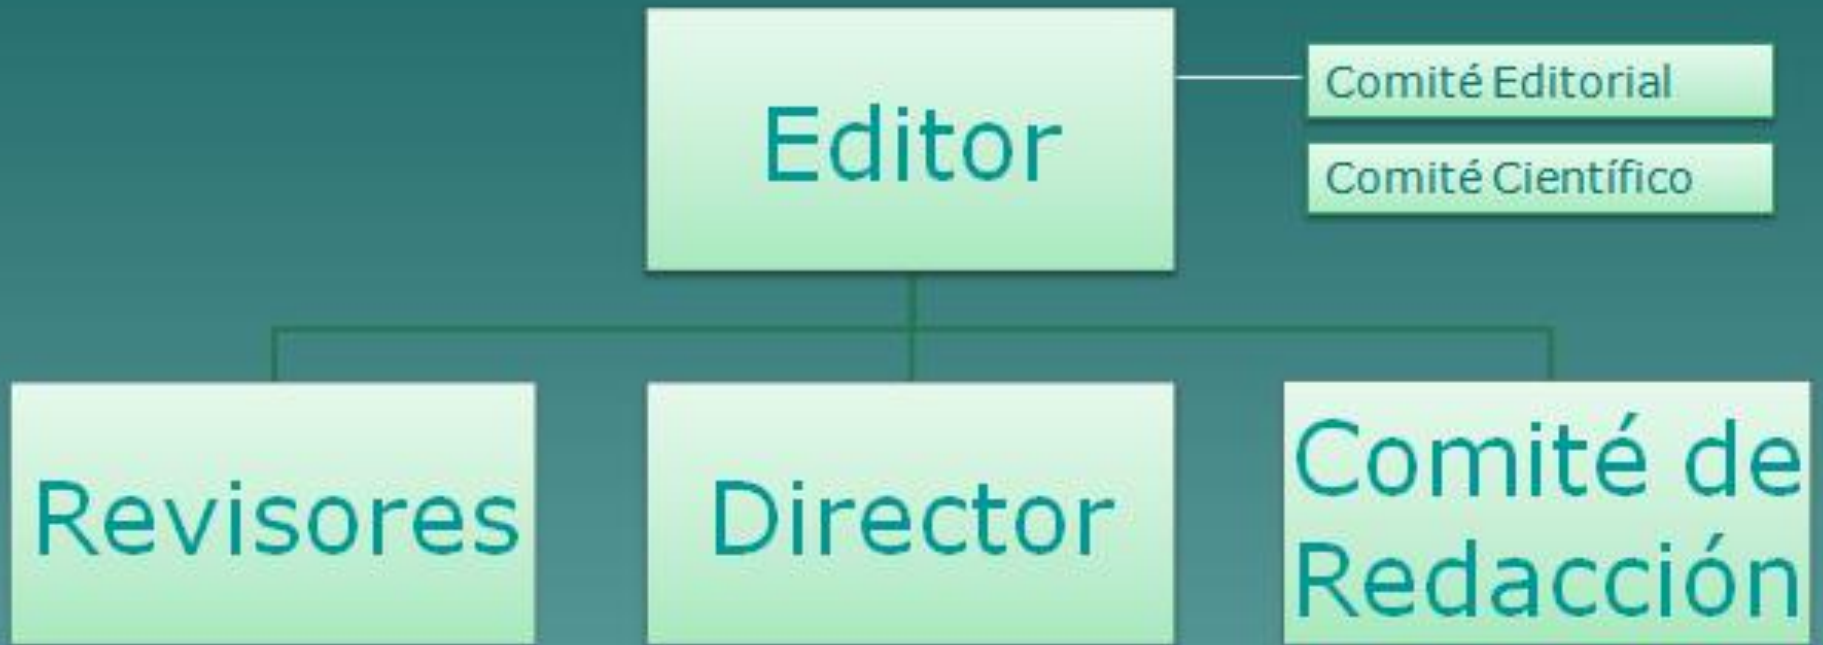 Editor
Comité Editorial
Comité Científico
Revisores
Director
Comité de
Redacción